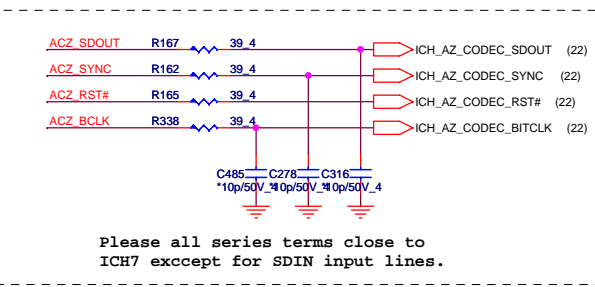 ACZ_SDOUT R167 39_4 ICH_AZ_CODEC_SDOUT (22)
ACZ_SYNC R162 39_4 ICH_AZ_CODEC_SYNC (22)
ACZ_RST# R165 39_4 ICH_AZ_CODEC_RST# (22)
ACZ_BCLK R338 39_4 ICH_AZ_CODEC_BITCLK (22)
C485 C278 C316
*10p/50V_4 *10p/50V_4 *10p/50V_4
Please all series terms close to
ICH7 exccept for SDIN input lines.